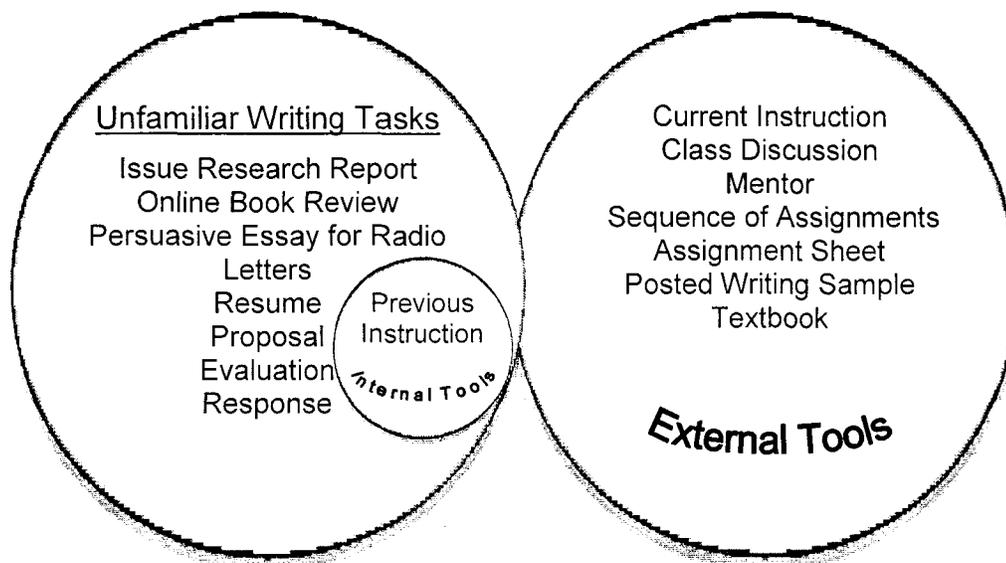 Unfamiliar Writing Tasks
Issue Research Report
Online Book Review
Persuasive Essay for Radio
Letters
Resume
Proposal
Evaluation
Response
Previous
Instruction
Internal Tools
Current Instruction
Class Discussion
Mentor
Sequence of Assignments
Assignment Sheet
Posted Writing Sample
Textbook
External Tools